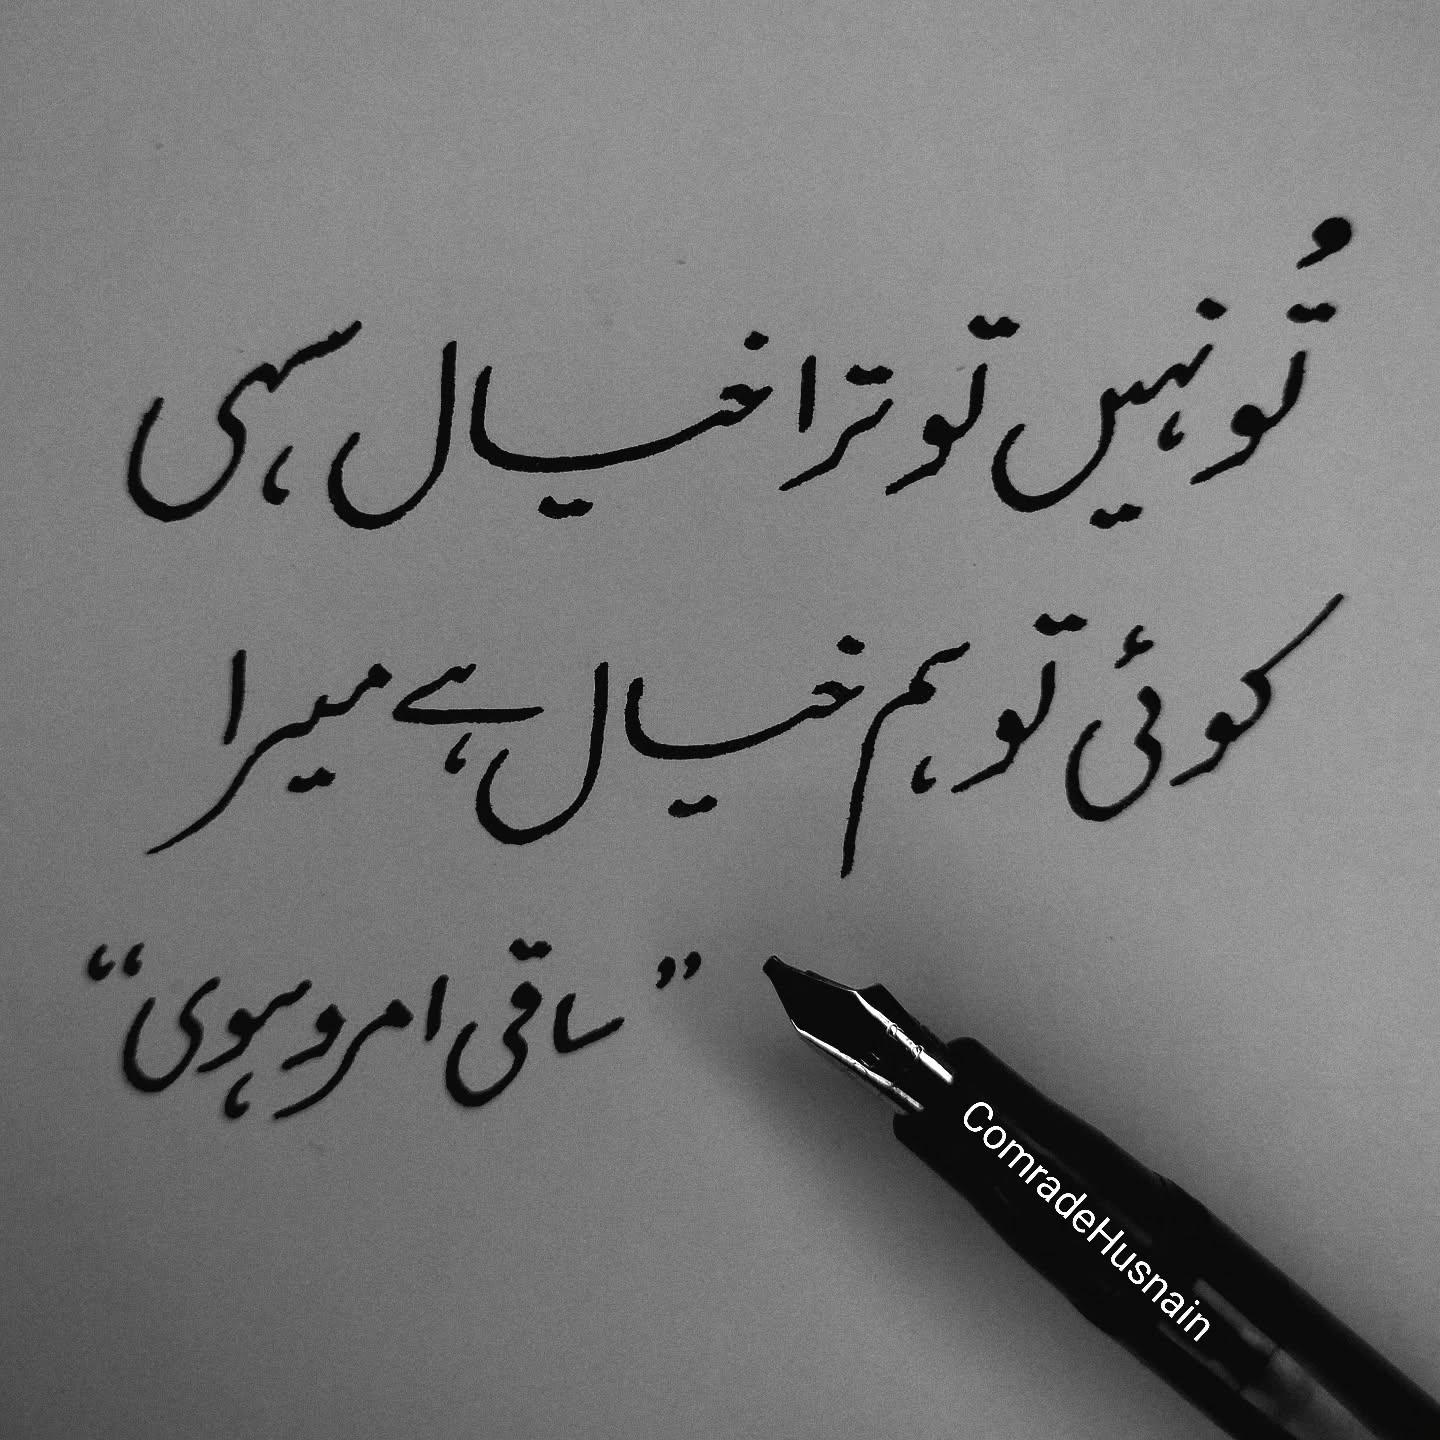 تُو نہیں تو ترا خیال سہی
کوئی تو ہم خیال ہے میرا
”ساقی امروہوی“
ComradeHusnain